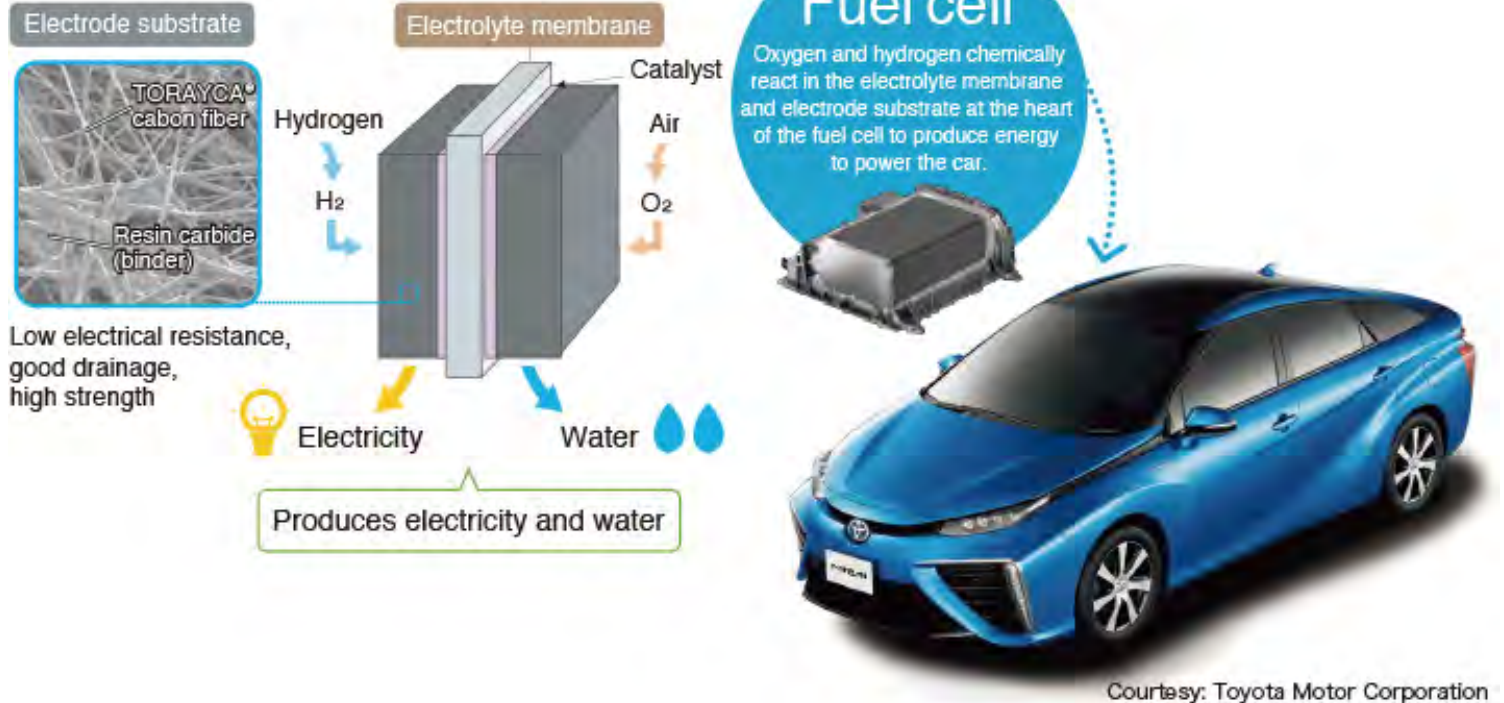 Electrode substrate
TORAYCA®
cabon fiber
Resin carbide
(binder)
Low electrical resistance,
good drainage,
high strength
Electrolyte membrane
Catalyst
Hydrogen
H2
Air
O2
Electricity
Water
Produces electricity and water
Fuel cell
Oxygen and hydrogen chemically
react in the electrolyte membrane
and electrode substrate at the heart
of the fuel cell to produce energy
to power the car.
Courtesy: Toyota Motor Corporation